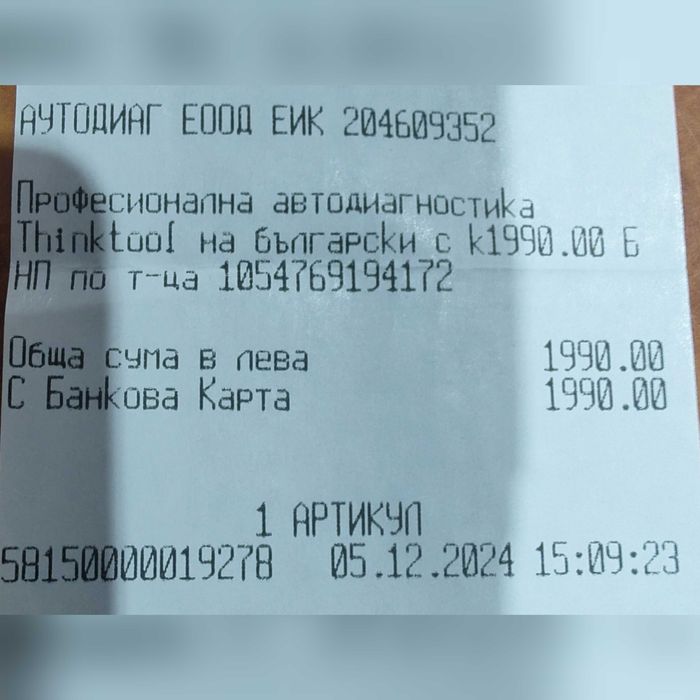 АУТОДИАГ ЕООД ЕИК 204609352
Професионална автодиагностика
Thinktool на български с k1990.00 Б
НП по т-ца 1054769194172
Обща сума в лева 1990.00
С Банкова Карта 1990.00
1 АРТИКУЛ
58150000019278 05.12.2024 15:09:23